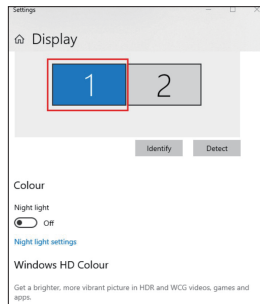 Settings
Display
1 2
Identify Detect
Colour
Night light
Off
Night light settings
Windows HD Colour
Get a brighter, more vibrant picture in HDR and WCG videos, games and
apps.